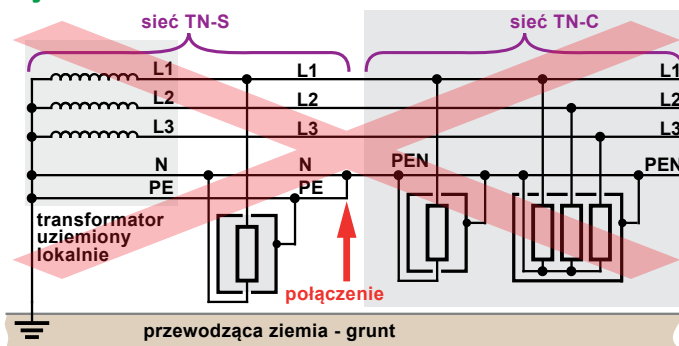 sieć TN-S
sieć TN-C
L1 L1 L1
L2 L2 L2
L3 L3 L3
N N PEN PEN
PE PE
transformator
uziemiony
lokalnie
połączenie
przewodząca ziemia - grunt